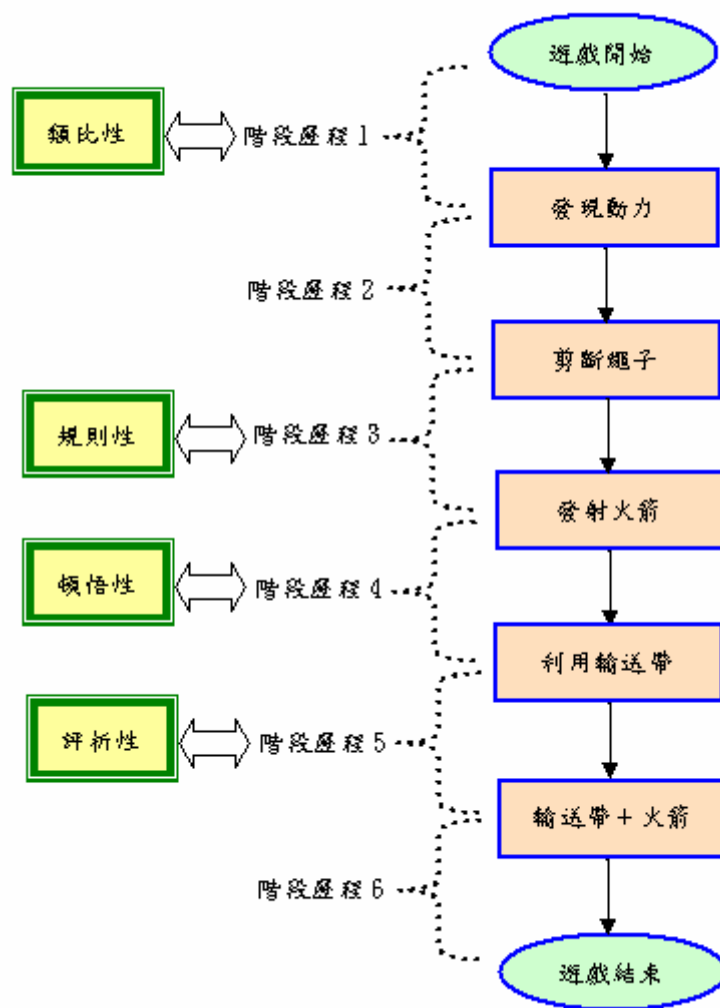 遊戲開始
類比性
階段歷程 1
發現動力
階段歷程 2
剪斷繩子
規則性
階段歷程 3
發射火箭
頓悟性
階段歷程 4
利用輸送帶
評析性
階段歷程 5
輸送帶 + 火箭
階段歷程 6
遊戲結束